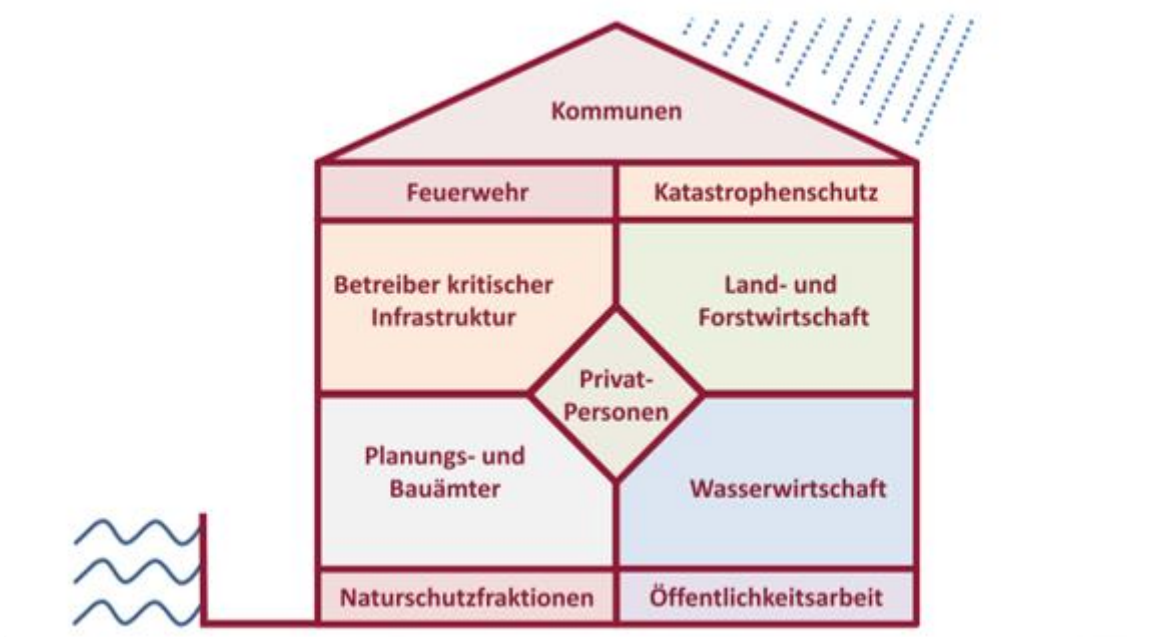 Kommunen
Feuerwehr
Katastrophenschutz
Betreiber kritischer
Infrastruktur
Land- und
Forstwirtschaft
Privat-
Personen
Planungs- und
Bauämter
Wasserwirtschaft
Naturschutzfraktionen
Öffentlichkeitsarbeit